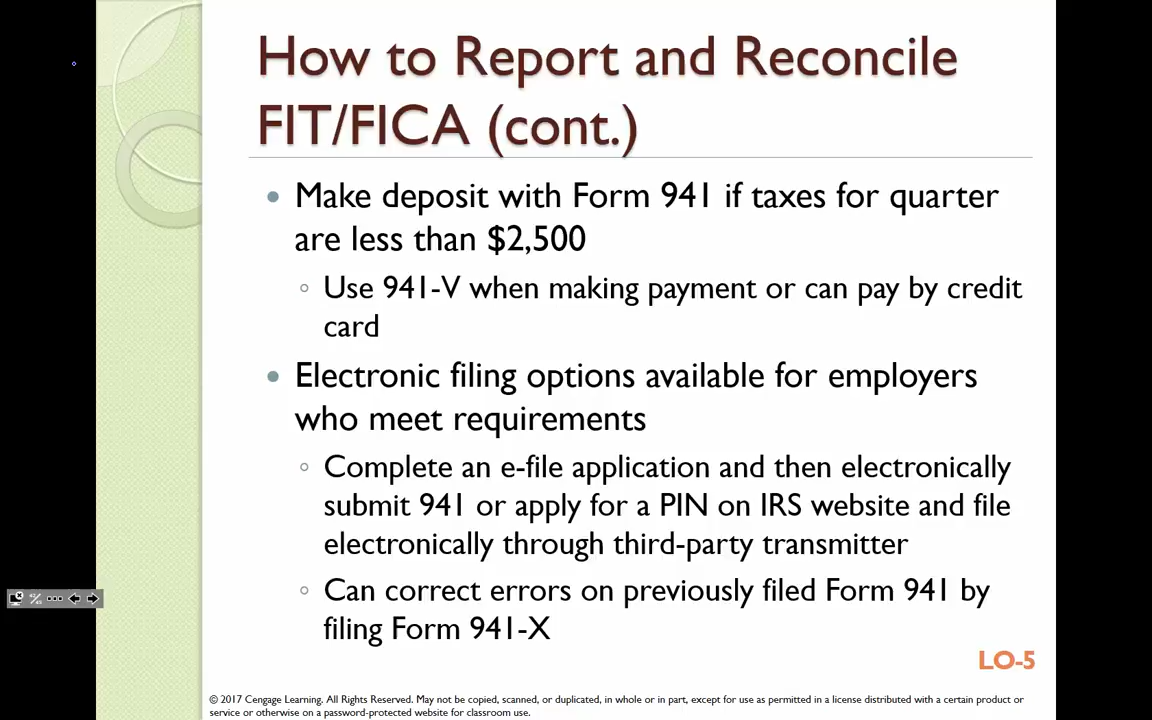 How to Report and Reconcile
FIT/FICA (cont.)
• Make deposit with Form 941 if taxes for quarter
are less than $2,500
◦ Use 941-V when making payment or can pay by credit
card
• Electronic filing options available for employers
who meet requirements
◦ Complete an e-file application and then electronically
submit 941 or apply for a PIN on IRS website and file
electronically through third-party transmitter
◦ Can correct errors on previously filed Form 941 by
filing Form 941-X
LO-5
© 2017 Cengage Learning. All Rights Reserved. May not be copied, scanned, or duplicated, in whole or in part, except for use as permitted in a license distributed with a certain product or
service or otherwise on a password-protected website for classroom use.